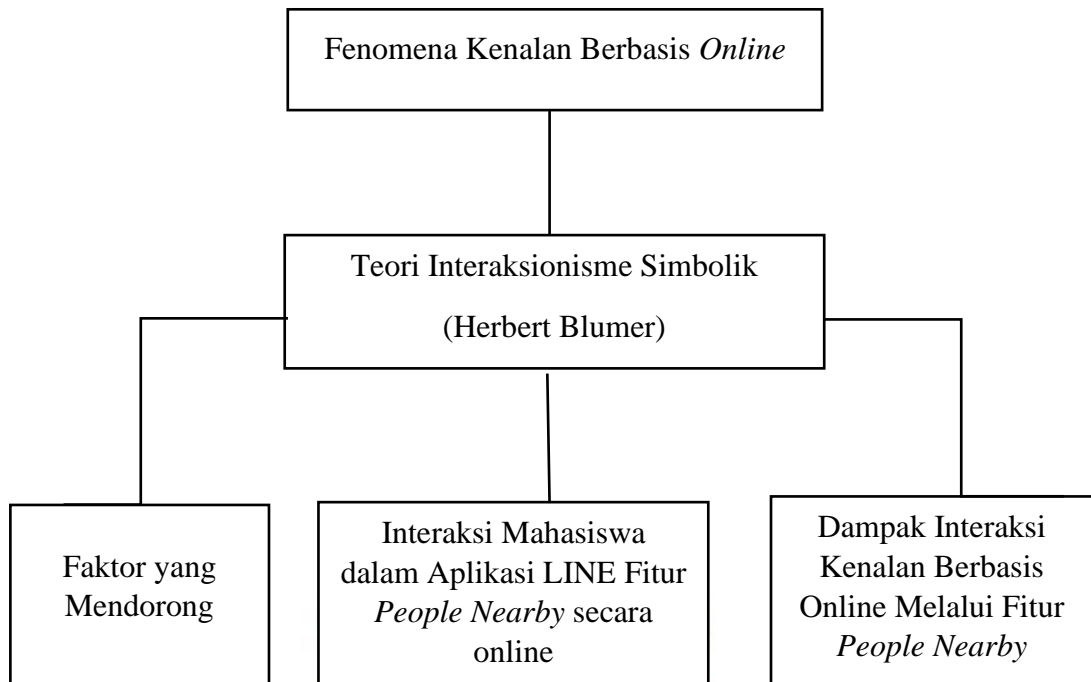 Fenomena Kenalan Berbasis Online
Teori Interaksionisme Simbolik
(Herbert Blumer)
Faktor yang
Mendorong
Interaksi Mahasiswa
dalam Aplikasi LINE Fitur
People Nearby secara
online
Dampak Interaksi
Kenalan Berbasis
Online Melalui Fitur
People Nearby